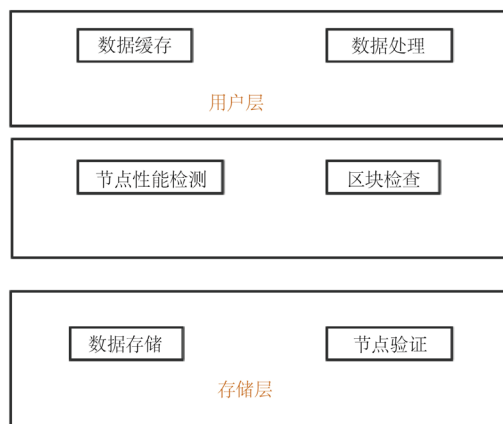 数据缓存
数据处理
用户层
节点性能检测
区块检查
数据存储
节点验证
存储层